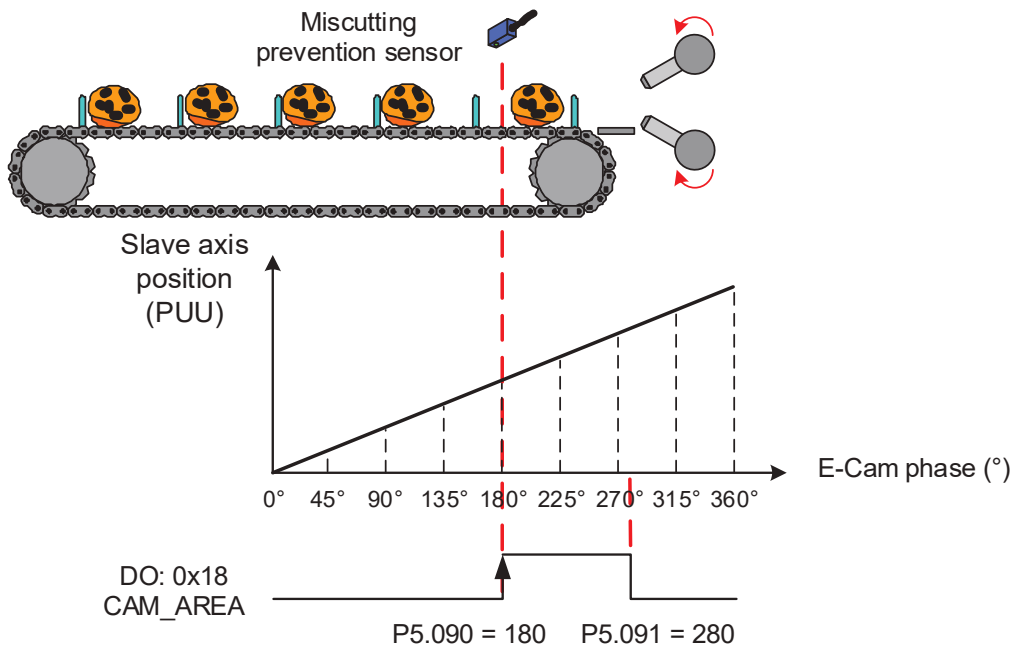 Miscutting
prevention sensor
Slave axis
position
(PUU)
E-Cam phase (°)
0° 45° 90° 135° 180° 225° 270° 315° 360°
DO: 0x18
CAM_AREA
P5.090 = 180 P5.091 = 280